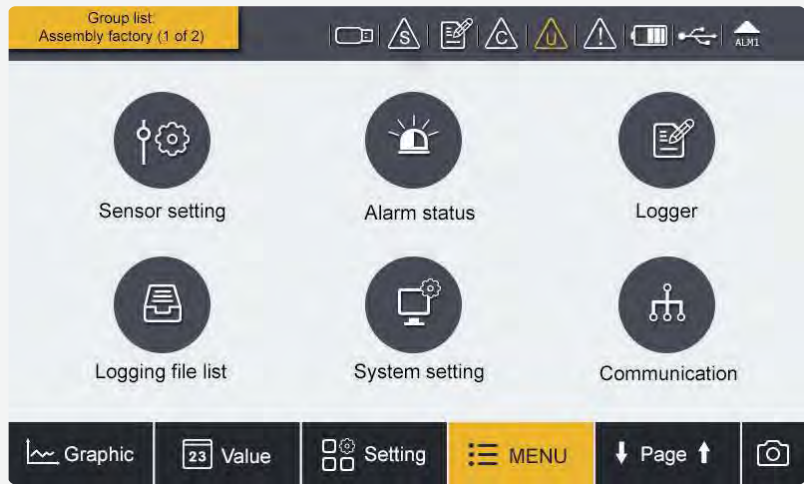 Group list:
Assembly factory (1 of 2)
S
C
U
!
ALM1
Sensor setting
Alarm status
Logger
Logging file list
System setting
Communication
Graphic
23 Value
Setting
MENU
Page